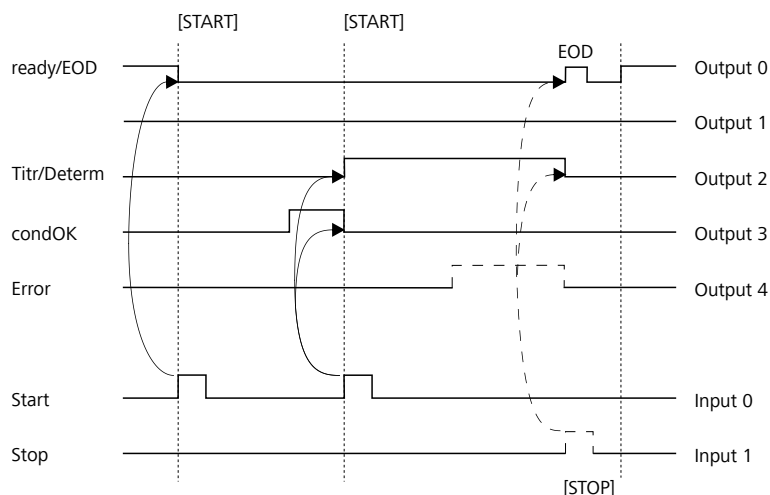 [START] [START]
EOD
ready/EOD Output 0
Output 1
Titr/Determ Output 2
condOK Output 3
Error Output 4
Start Input 0
Stop Input 1
[STOP]